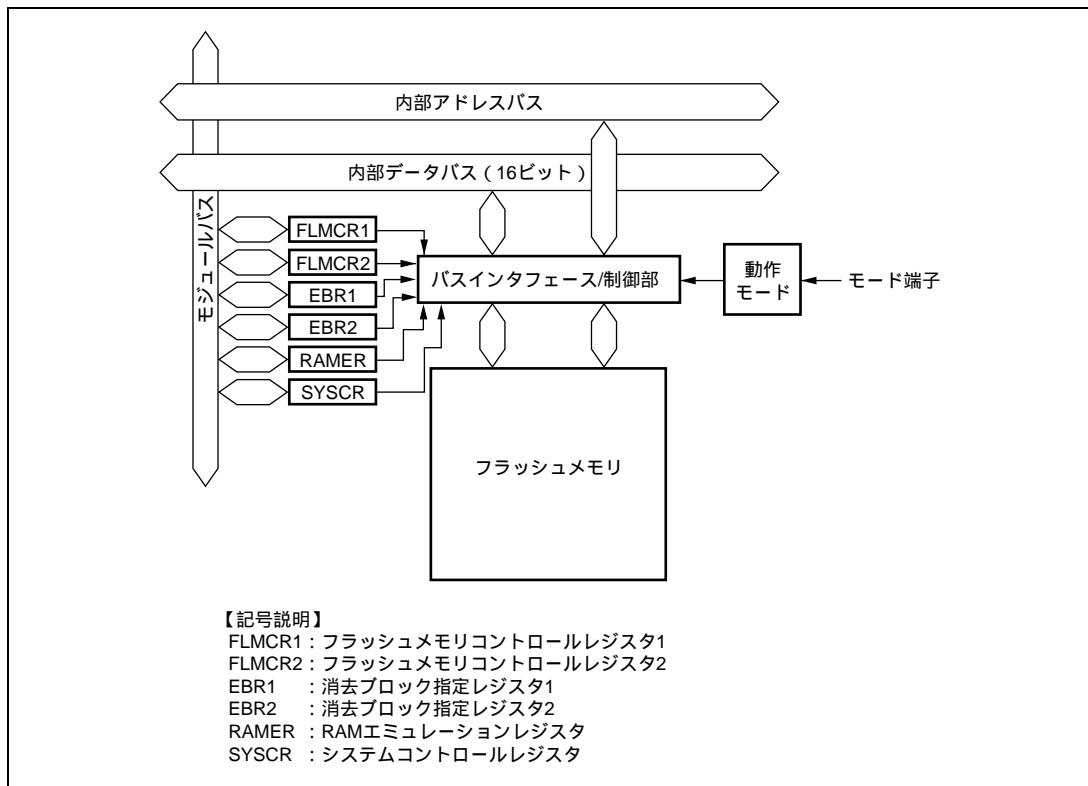 内部アドレスバス
内部データバス（16ビット）
モジュールバス
FLMCR1
FLMCR2
EBR1
EBR2
RAMER
SYSCR
バスインタフェース/制御部
動作
モード
モード端子
フラッシュメモリ
【記号説明】
FLMCR1：フラッシュメモリコントロールレジスタ1
FLMCR2：フラッシュメモリコントロールレジスタ2
EBR1　：消去ブロック指定レジスタ1
EBR2　：消去ブロック指定レジスタ2
RAMER ：RAMエミュレーションレジスタ
SYSCR ：システムコントロールレジスタ